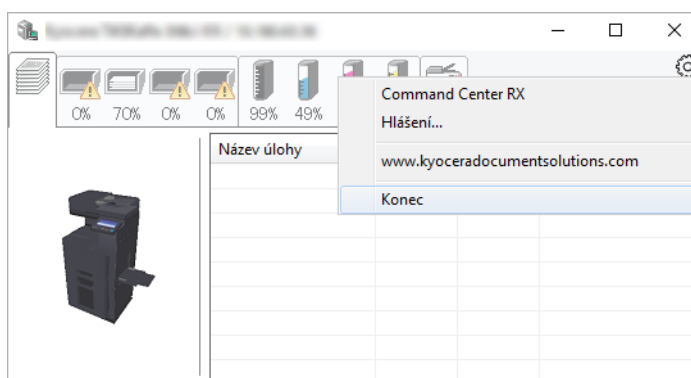 0% 70% 0% 0% 99% 49%
Název úlohy
Command Center RX
Hlášení...
www.kyoceradocumentsolutions.com
Konec